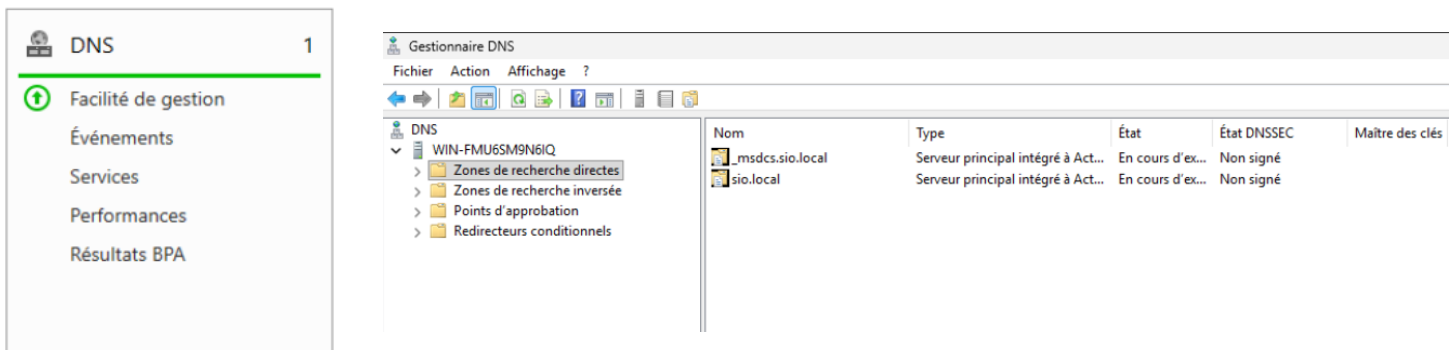 DNS 1
Facilité de gestion
Événements
Services
Performances
Résultats BPA
Gestionnaire DNS
Fichier Action Affichage ?
DNS
WIN-FMU6SM9N6IQ
Zones de recherche directes
Zones de recherche inversée
Points d'approbation
Redirecteurs conditionnels
Nom Type État État DNSSEC Maître des clés
_msdcs.sio.local Serveur principal intégré à Act... En cours d'ex... Non signé
sio.local Serveur principal intégré à Act... En cours d'ex... Non signé